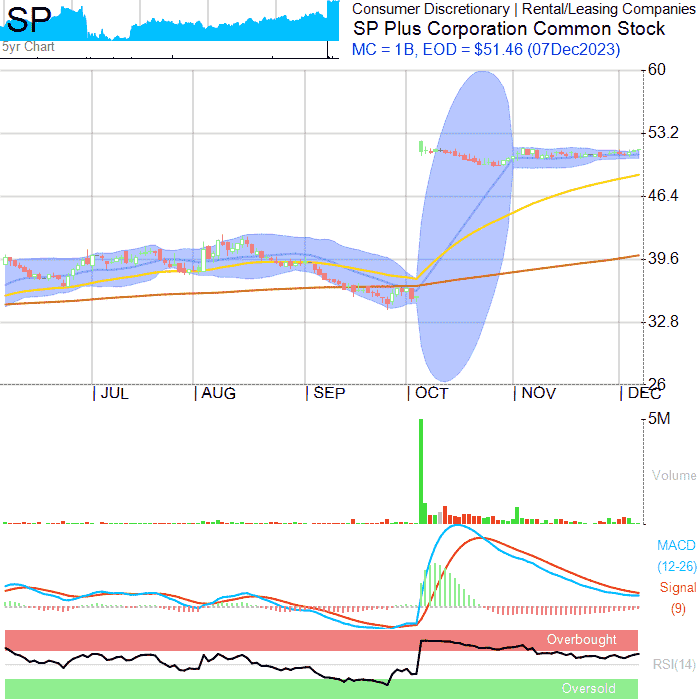 SP
5yr Chart
Consumer Discretionary | Rental/Leasing Companies
SP Plus Corporation Common Stock
MC = 1B, EOD = $51.46 (07Dec2023)
60
53.2
46.4
39.6
32.8
26
JUL
AUG
SEP
OCT
NOV
DEC
5M
Volume
MACD
(12-26)
Signal
(9)
Overbought
RSI(14)
Oversold